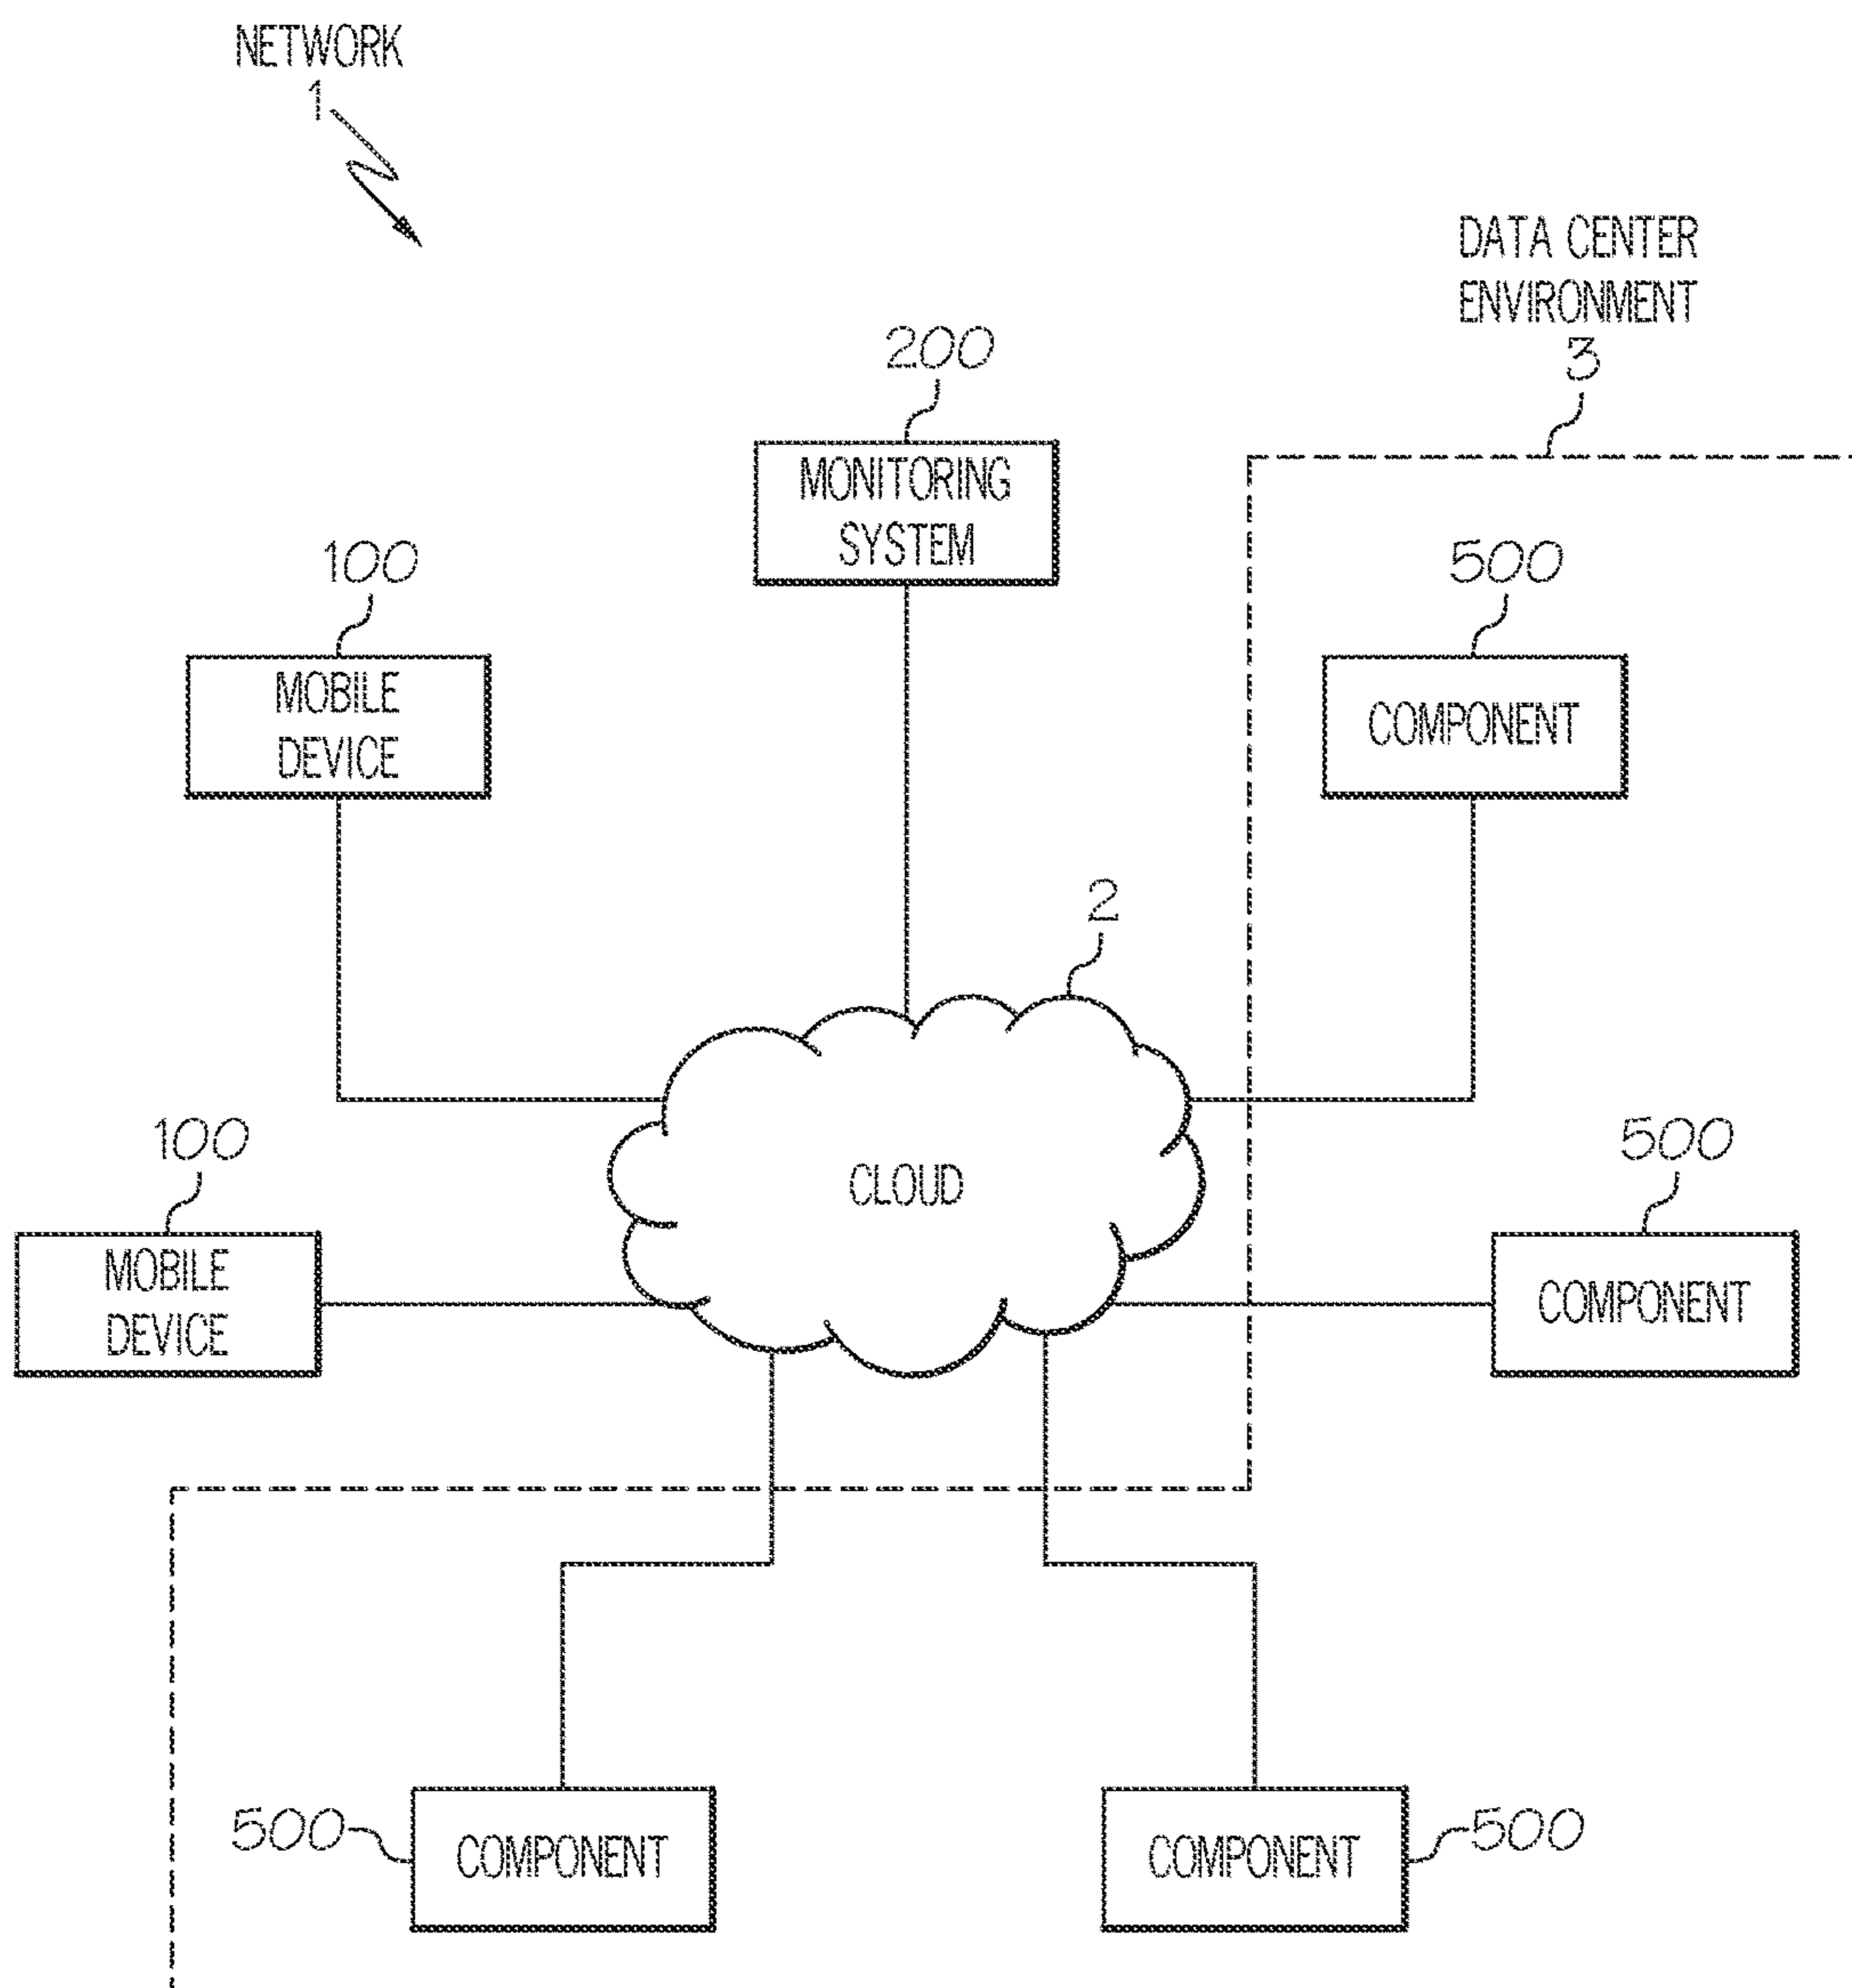 NETWORK
1
DATA CENTER
ENVIRONMENT
3
200
MONITORING
SYSTEM
100
MOBILE
DEVICE
500
COMPONENT
2
CLOUD
100
MOBILE
DEVICE
500
COMPONENT
500
COMPONENT
COMPONENT
500